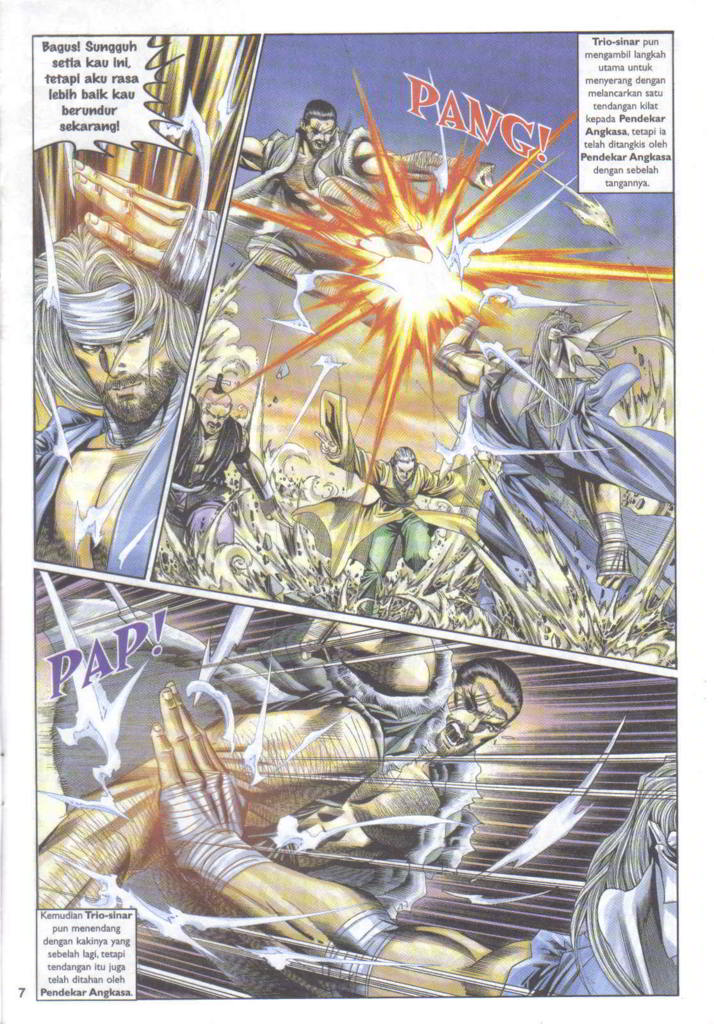 Bagus! Sungguh
setia kau ini,
tetapi aku rasa
lebih baik kau
berundur
sekarang!
PANG!
Trio-sinar pun
mengambil langkah
utama untuk
menyerang dengan
melancarkan satu
tendangan kilat
kepada Pendekar
Angkasa, tetapi ia
telah ditangkis oleh
Pendekar Angkasa
dengan sebelah
tangannya.
PAP!
Kemudian Trio-sinar
pun menendang
dengan kakinya yang
sebelah lagi, tetapi
tendangan itu juga
telah ditahan oleh
Pendekar Angkasa.
7